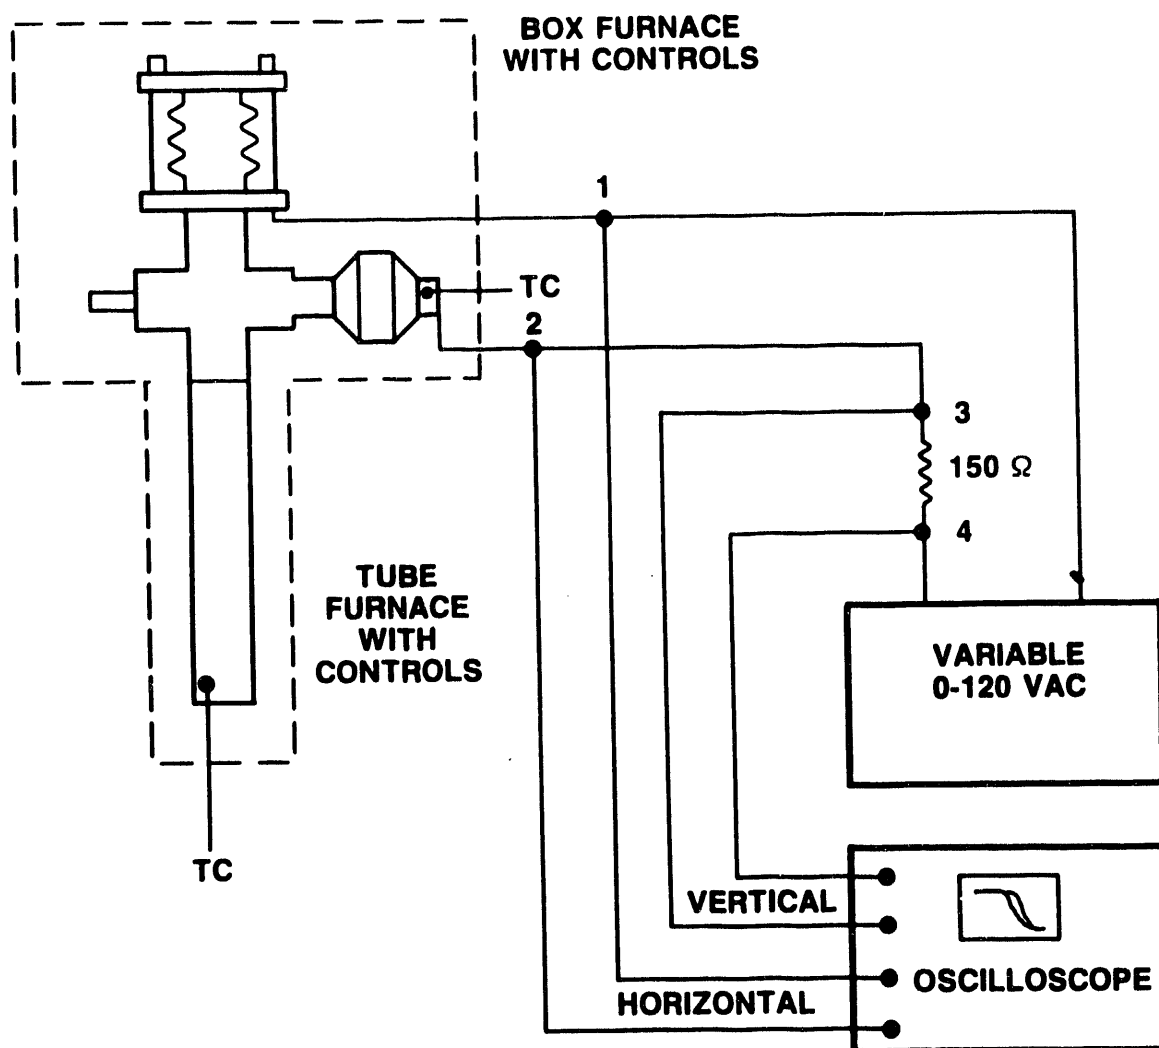 BOX FURNACE
WITH CONTROLS
1
TC
2
3
150 Ω
4
TUBE
FURNACE
WITH
CONTROLS
VARIABLE
0-120 VAC
TC
VERTICAL
OSCILLOSCOPE
HORIZONTAL